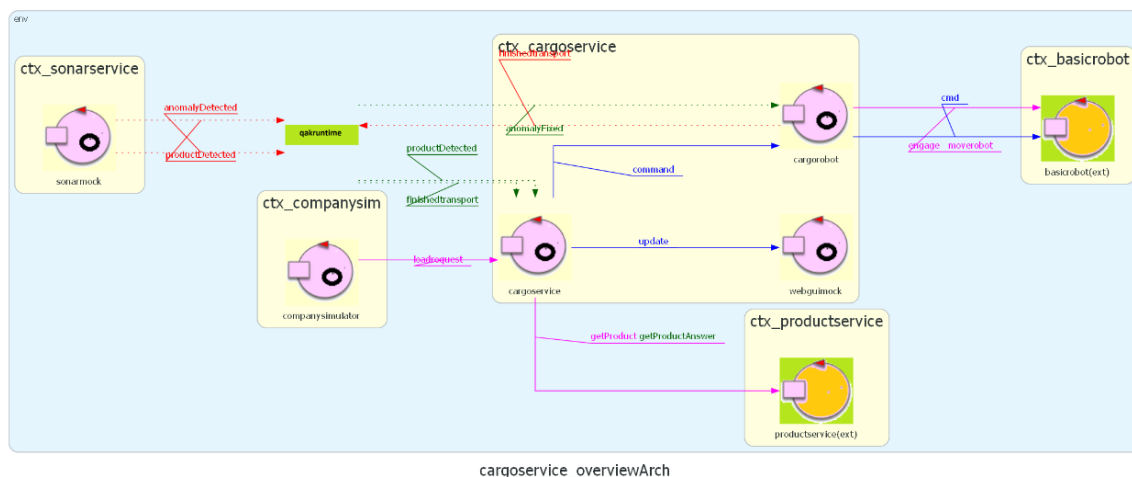 env
ctx_sonarservice
anomalyDetected
productDetected
sonarmock
qakruntime
ctx_cargoservice
finishedtransport
anomalyFixed
productDetected
finishedtransport
command
cargorobot
ctx_basicrobot
cmd
engage moverobot
basicrobot(ext)
ctx_companysim
loadrequest
companysimulator
cargoservice
update
webguimock
getProduct getProductAnswer
ctx_productservice
productservice(ext)
cargoservice_overviewArch